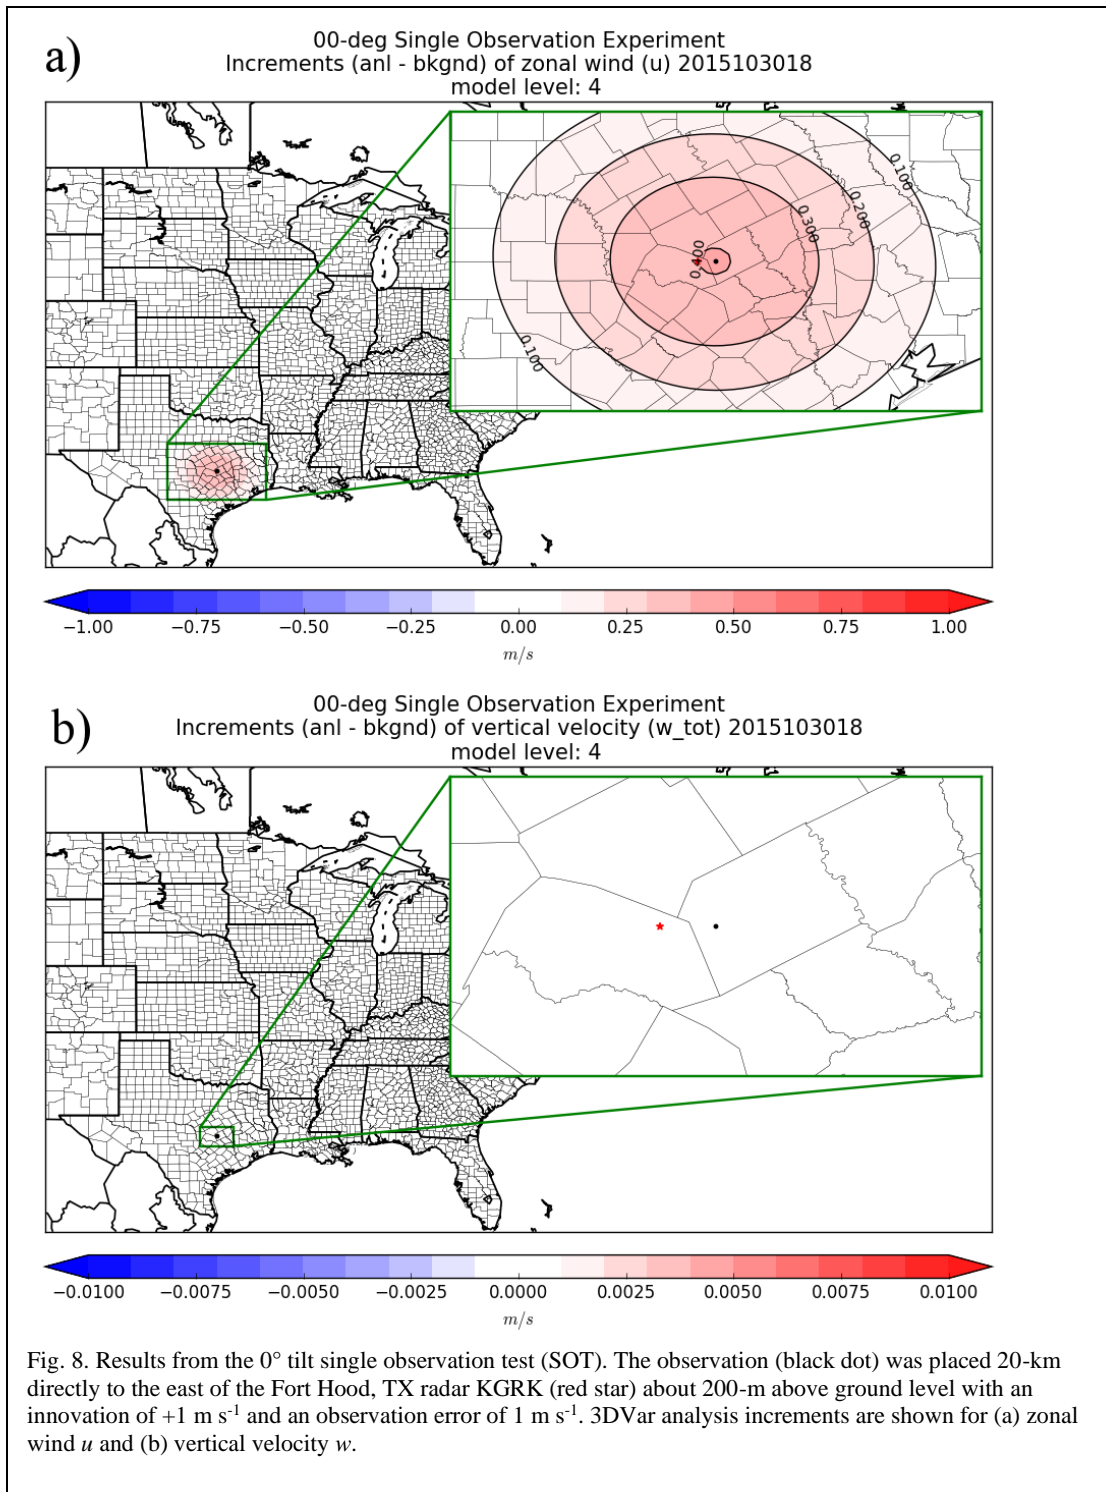 a)
00-deg Single Observation Experiment
Increments (anl - bkgnd) of zonal wind (u) 2015103018
model level: 4
0.100
0.200
0.300
0.400
0.100
−1.00 −0.75 −0.50 −0.25 0.00 0.25 0.50 0.75 1.00
m/s
b)
00-deg Single Observation Experiment
Increments (anl - bkgnd) of vertical velocity (w_tot) 2015103018
model level: 4
−0.0100 −0.0075 −0.0050 −0.0025 0.0000 0.0025 0.0050 0.0075 0.0100
m/s
Fig. 8. Results from the 0° tilt single observation test (SOT). The observation (black dot) was placed 20-km
directly to the east of the Fort Hood, TX radar KGRK (red star) about 200-m above ground level with an
innovation of +1 m s⁻¹ and an observation error of 1 m s⁻¹. 3DVar analysis increments are shown for (a) zonal
wind u and (b) vertical velocity w.